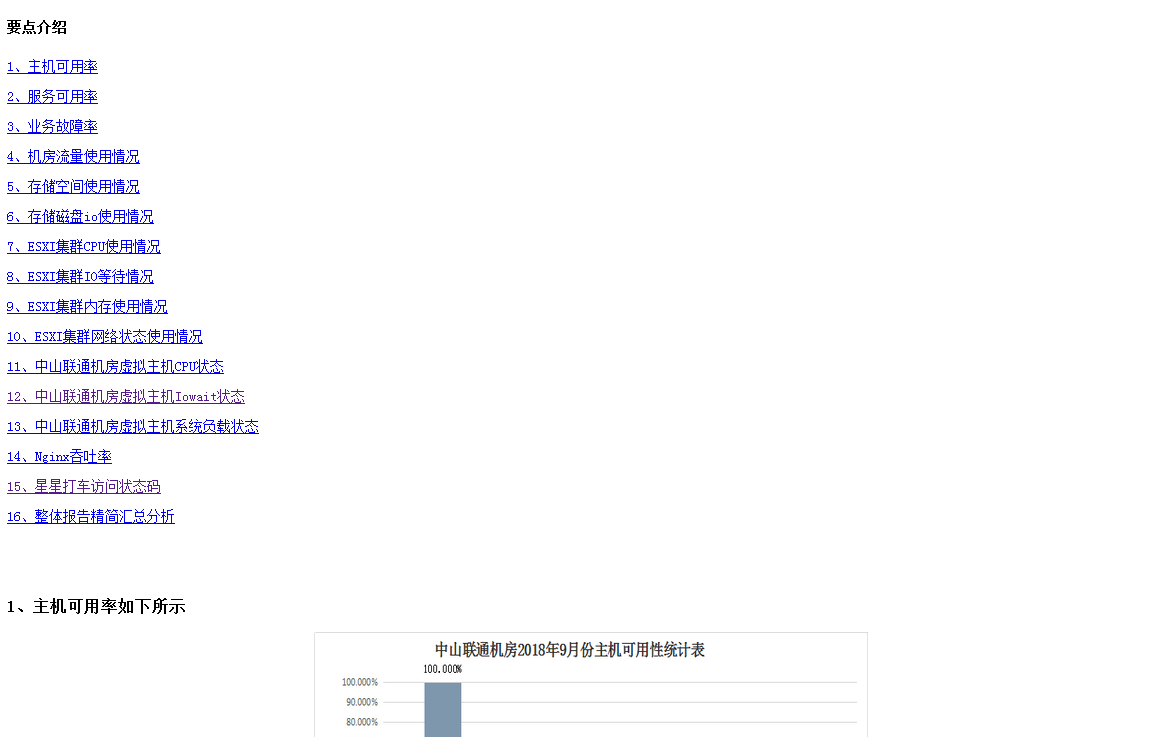 要点介绍
1、主机可用率
2、服务可用率
3、业务故障率
4、机房流量使用情况
5、存储空间使用情况
6、存储磁盘io使用情况
7、ESXI集群CPU使用情况
8、ESXI集群IO等待情况
9、ESXI集群内存使用情况
10、ESXI集群网络状态使用情况
11、中山联通机房虚拟主机CPU状态
12、中山联通机房虚拟主机Iowait状态
13、中山联通机房虚拟主机系统负载状态
14、Nginx吞吐率
15、星星打车访问状态码
16、整体报告精简汇总分析
1、主机可用率如下所示
中山联通机房2018年9月份主机可用性统计表
100.000%
100.000%
90.000%
80.000%